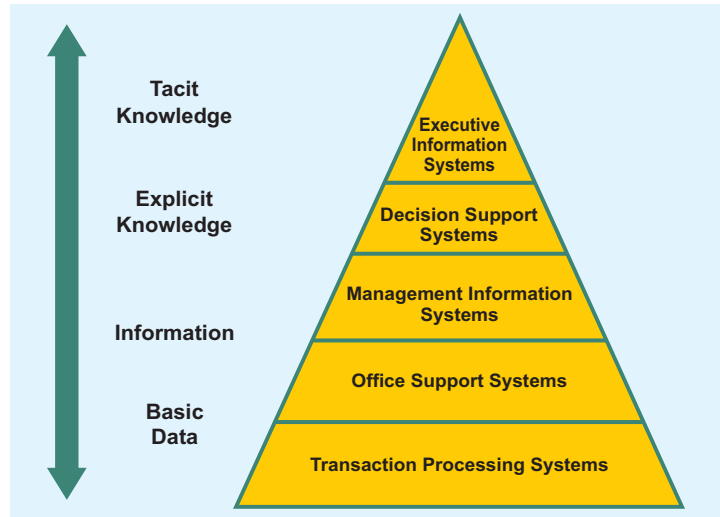 Tacit
Knowledge
Explicit
Knowledge
Information
Basic
Data
Executive
Information
Systems
Decision Support
Systems
Management Information
Systems
Office Support Systems
Transaction Processing Systems